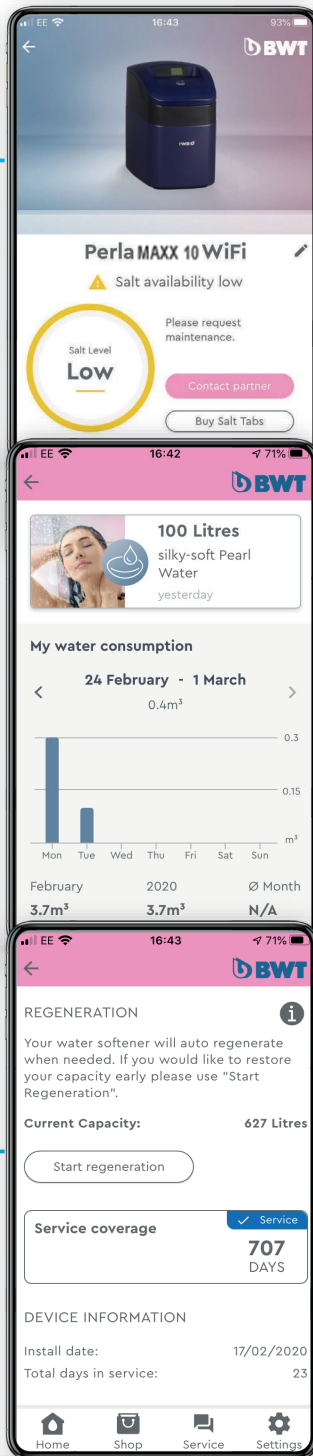 EE 16:43 93%
BWT
Perla MAXX 10 WiFi
Salt availability low
Salt Level
Low
Please request
maintenance.
Contact partner
Buy Salt Tabs
EE 16:42 71%
BWT
100 Litres
silky-soft Pearl
Water
yesterday
My water consumption
24 February - 1 March
0.4m³
0.3
0.15
m³
Mon Tue Wed Thu Fri Sat Sun
February 2020 Ø Month
3.7m³ 3.7m³ N/A
EE 16:43 71%
BWT
REGENERATION
Your water softener will auto regenerate
when needed. If you would like to restore
your capacity early please use "Start
Regeneration".
Current Capacity: 627 Litres
Start regeneration
Service coverage
Service
707
DAYS
DEVICE INFORMATION
Install date: 17/02/2020
Total days in service: 23
Home Shop Service Settings